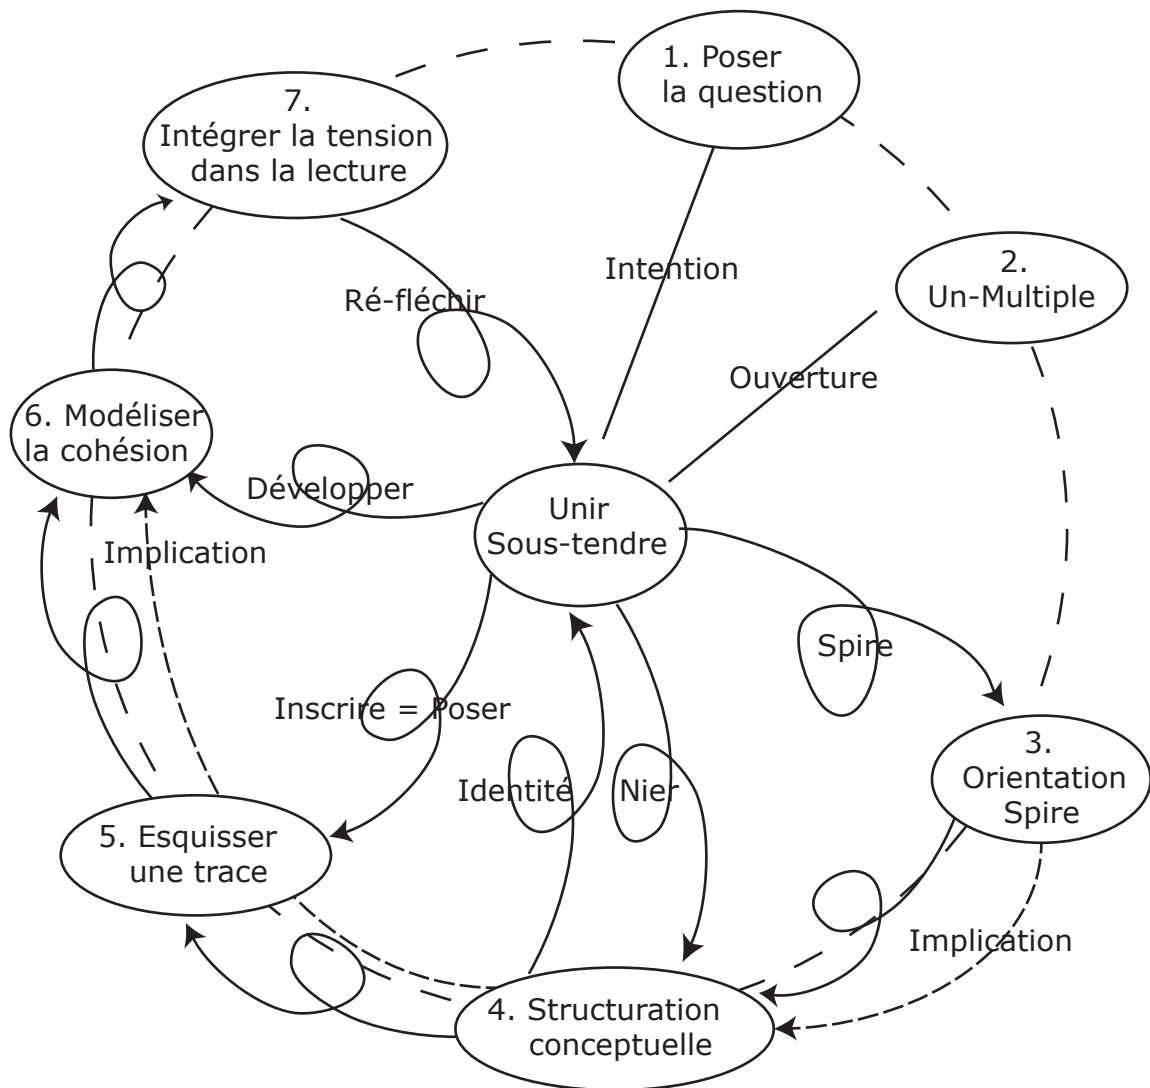 1. Poser
la question
7.
Intégrer la tension
dans la lecture
2.
Un-Multiple
Intention
Ré-fléchir
Ouverture
6. Modéliser
la cohésion
Développer
Unir
Sous-tendre
Implication
Spire
Inscrire = Poser
3.
Orientation
Spire
Identité
Nier
5. Esquisser
une trace
Implication
4. Structuration
conceptuelle